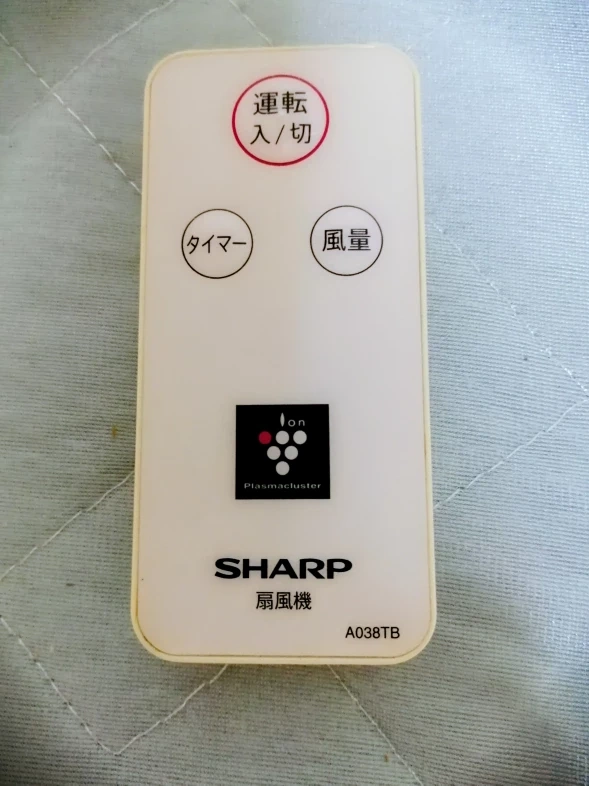 運転
入/切
タイマー
風量
Ion
Plasmacluster
SHARP
扇風機
A038TB